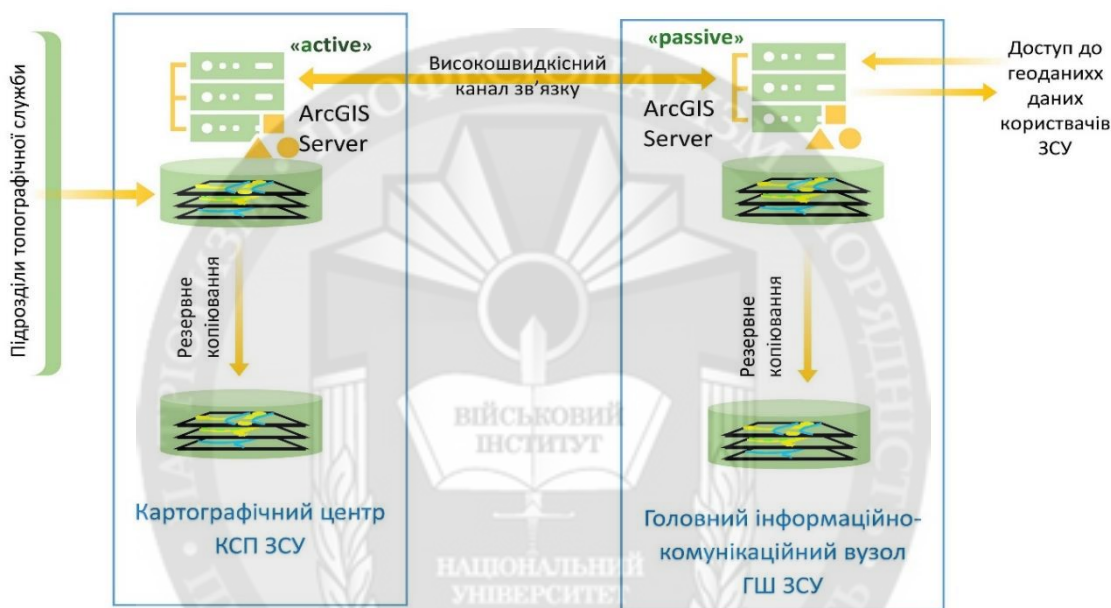 Підрозділи топографічної служби
«active»
ArcGIS
Server
Резервне
копіювання
Картографічний центр
КСП ЗСУ
Високошвидкісний
канал зв’язку
«passive»
ArcGIS
Server
Резервне
копіювання
Головний інформаційно-
комунікаційний вузол
ГШ ЗСУ
Доступ до
геоданихх
даних
користвачів
ЗСУ
ВІЙСЬКОВИЙ
ІНСТИТУТ
НАЦІОНАЛЬНИЙ
УНІВЕРСИТЕТ